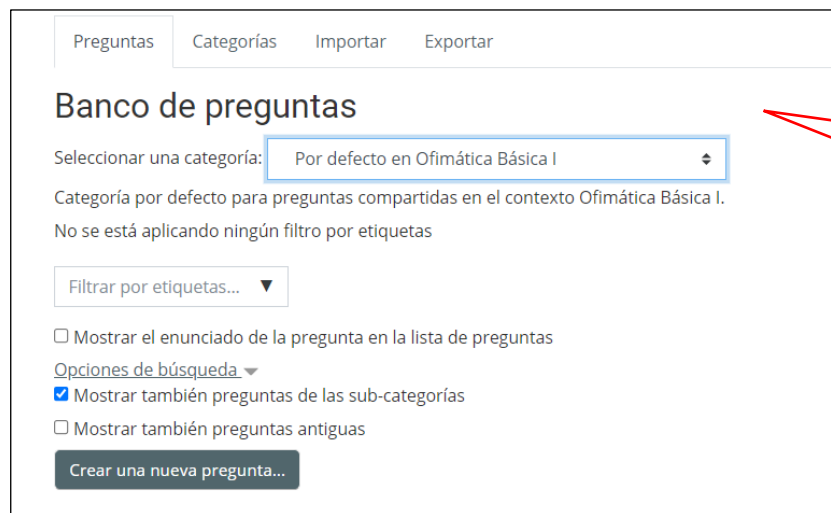 Preguntas Categorías Importar Exportar
Banco de preguntas
Seleccionar una categoría: Por defecto en Ofimática Básica I
Categoría por defecto para preguntas compartidas en el contexto Ofimática Básica I.
No se está aplicando ningún filtro por etiquetas
Filtrar por etiquetas... ▼
Mostrar el enunciado de la pregunta en la lista de preguntas
Opciones de búsqueda
Mostrar también preguntas de las sub-categorías
Mostrar también preguntas antiguas
Crear una nueva pregunta...